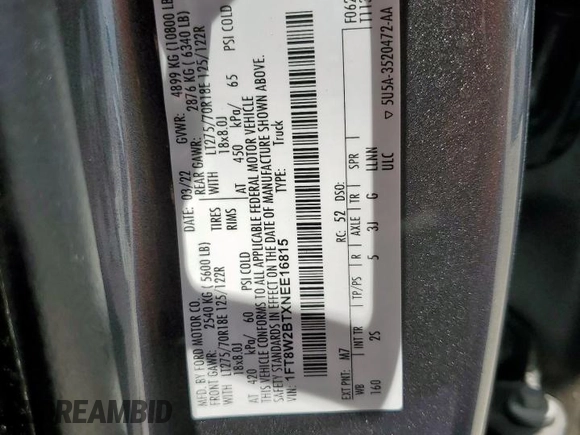 MFD. BY FORD MOTOR CO.
DATE: 03/22 GVWR: 4899 KG (10800 LB
FRONT GAWR: 2540 KG (5600 LB)
REAR GAWR: 2876 KG (6340 LB)
WITH LT275/70R18E 125/122R TIRES
WITH LT275/70R18E 125/122R
18x8.0J RIMS
18x8.0J
AT 420 kPa/ 60 PSI COLD
AT 450 kPa/ 65 PSI COLD
THIS VEHICLE CONFORMS TO ALL APPLICABLE FEDERAL MOTOR VEHICLE
SAFETY STANDARDS IN EFFECT ON THE DATE OF MANUFACTURE SHOWN ABOVE.
VIN: 1FT8W2BTXNEE16815
TYPE: Truck
F062
EXT PNT: M7 RC: 52 DSO:
WB INT TR TP/PS R AXLE TR SPR
160 2S 5 3J G LLNN
ULC
5U5A-3520472-AA
DREAMBID